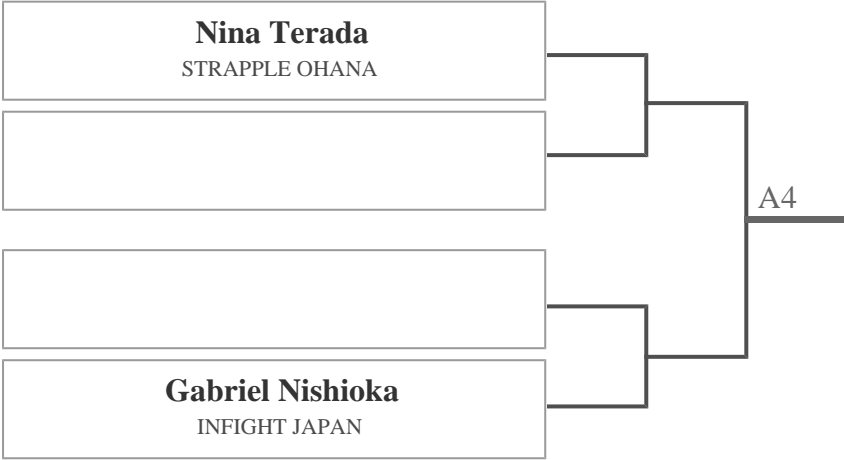 Nina Terada
STRAPPLE OHANA
A4
Gabriel Nishioka
INFIGHT JAPAN